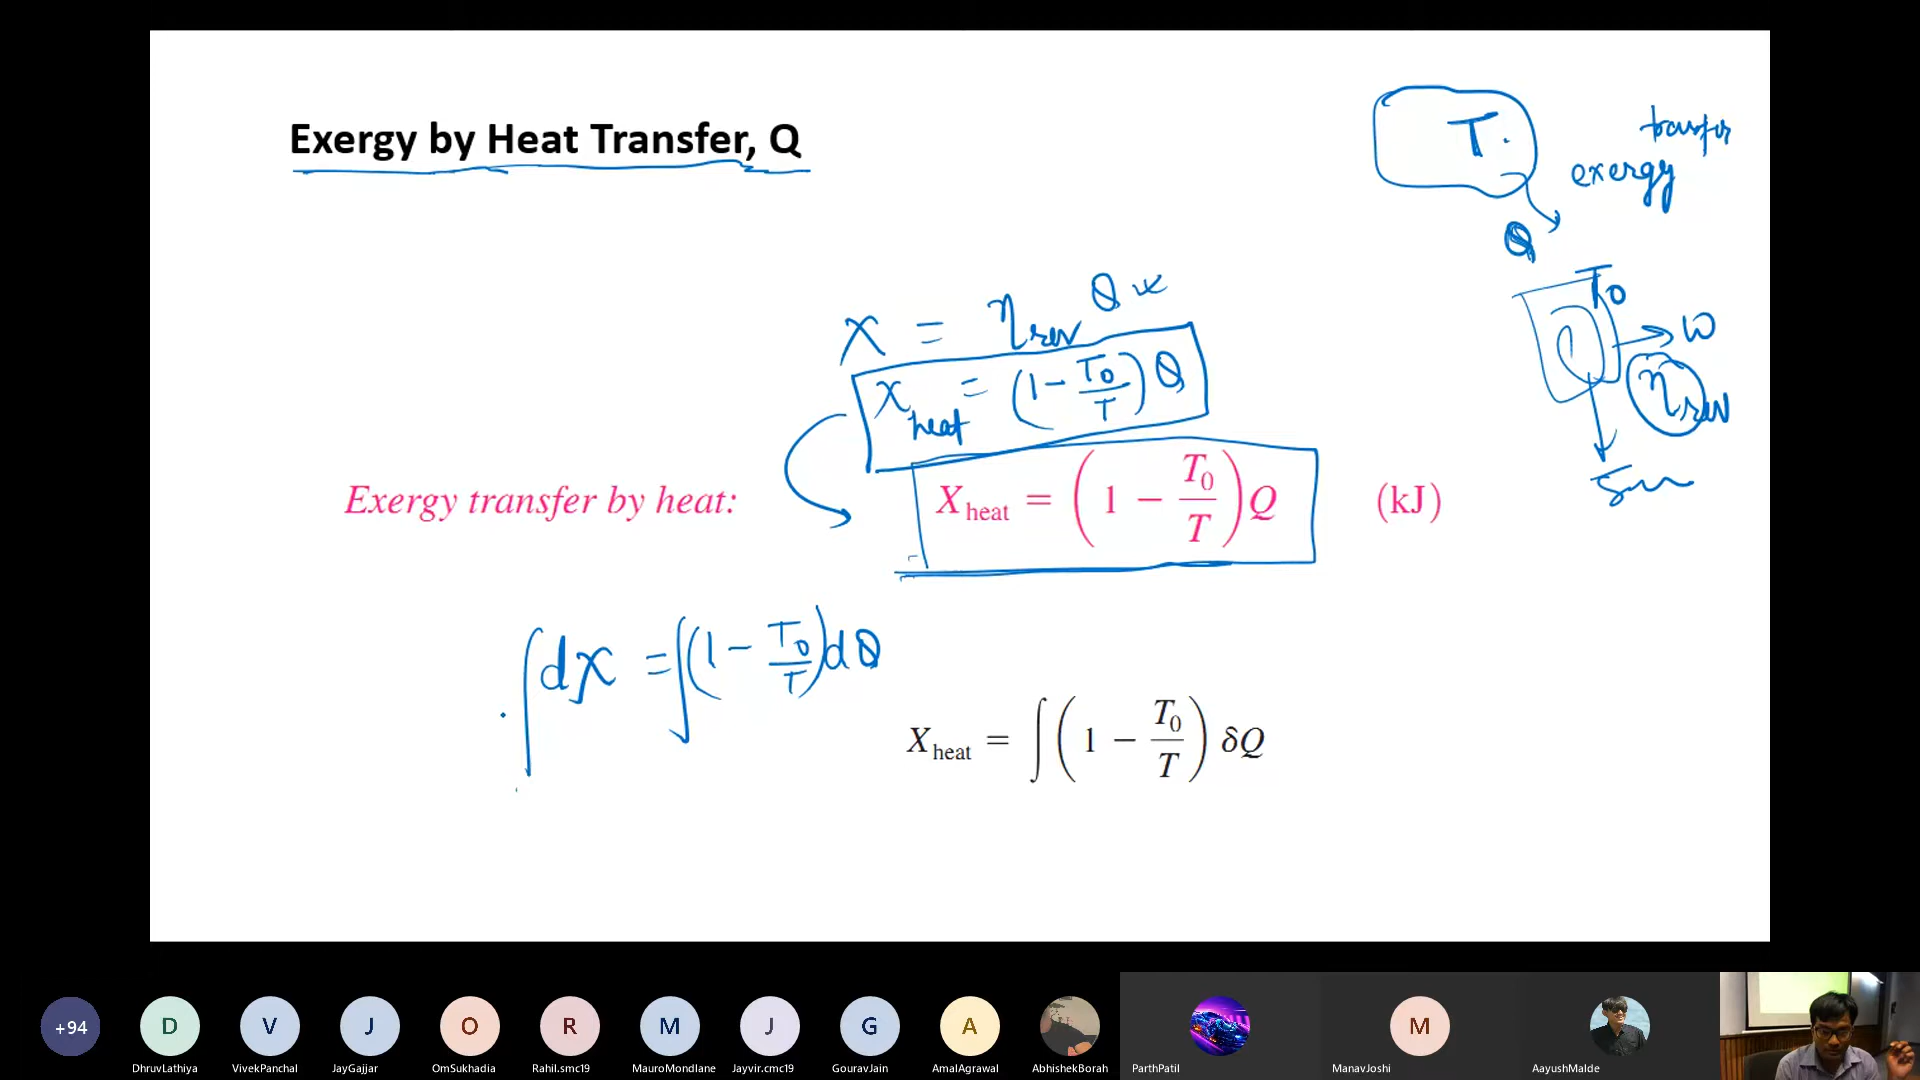 Exergy by Heat Transfer, Q
T
transfer
exergy
Q
T0
W
ηrev
X = ηrev Q
Xheat = (1 - T0/T) Q
Exergy transfer by heat: Xheat = (1 − T0/T) Q (kJ)
∫dX = ∫(1 - T0/T) dQ
Xheat = ∫(1 − T0/T) δQ
+94
D V J O R M J G A M
DhruvLathiya VivekPanchal JayGajjar OmSukhadia Rahil.smc19 MauroMondlane Jayvir.cmc19 GouravJain AmalAgrawal AbhishekBorah ParthPatil ManavJoshi AayushMalde